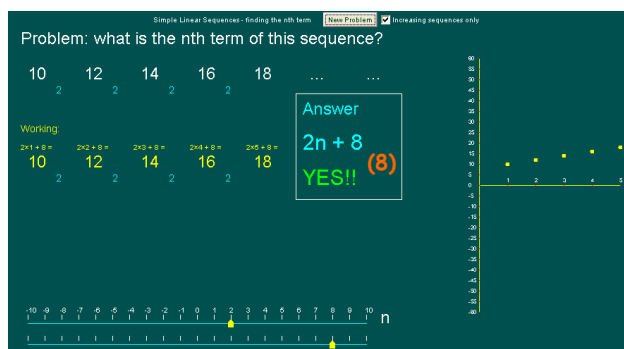 Simple Linear Sequences - finding the nth term New Problem Increasing sequences only
Problem: what is the nth term of this sequence?
10 12 14 16 18 ... ...
2 2 2 2 2
Answer
2n + 8
(8)
YES!!
Working:
2×1 + 8 = 2×2 + 8 = 2×3 + 8 = 2×4 + 8 = 2×5 + 8 =
10 12 14 16 18
2 2 2 2
60
55
50
45
40
35
30
25
20
15
10
5
0
1 2 3 4 5
-5
-10
-15
-20
-25
-30
-35
-40
-45
-50
-55
-60
-10 -9 -8 -7 -6 -5 -4 -3 -2 -1 0 1 2 3 4 5 6 7 8 9 10
n